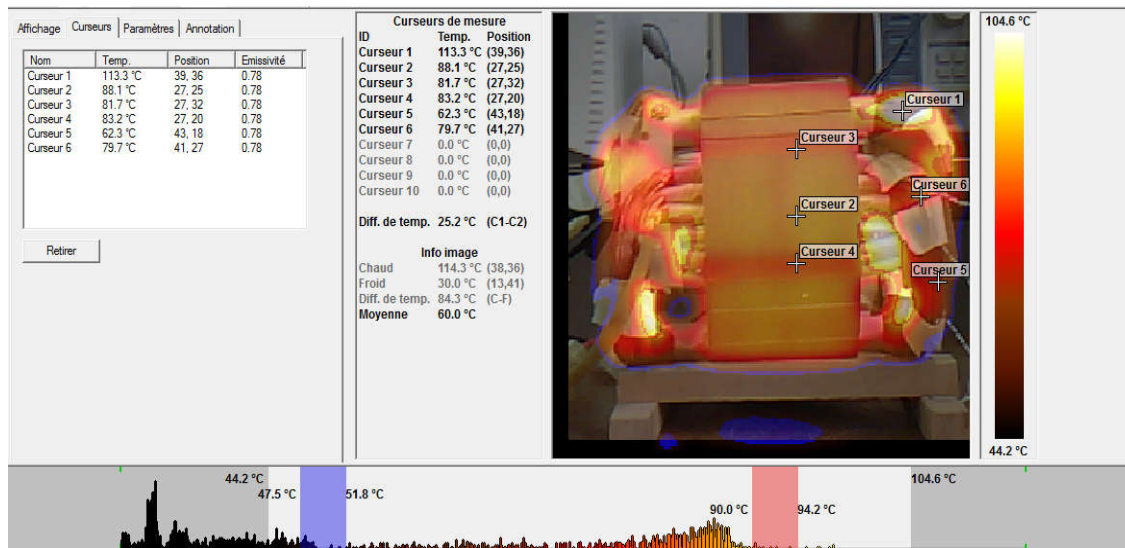 Affichage Curseurs Paramètres Annotation
Nom Temp. Position Emissivité
Curseur 1 113.3 °C 39, 36 0.78
Curseur 2 88.1 °C 27, 25 0.78
Curseur 3 81.7 °C 27, 32 0.78
Curseur 4 83.2 °C 27, 20 0.78
Curseur 5 62.3 °C 43, 18 0.78
Curseur 6 79.7 °C 41, 27 0.78
Retirer
Curseurs de mesure
ID Temp. Position
Curseur 1 113.3 °C (39,36)
Curseur 2 88.1 °C (27,25)
Curseur 3 81.7 °C (27,32)
Curseur 4 83.2 °C (27,20)
Curseur 5 62.3 °C (43,18)
Curseur 6 79.7 °C (41,27)
Curseur 7 0.0 °C (0,0)
Curseur 8 0.0 °C (0,0)
Curseur 9 0.0 °C (0,0)
Curseur 10 0.0 °C (0,0)
Diff. de temp. 25.2 °C (C1-C2)
Info image
Chaud 114.3 °C (38,36)
Froid 30.0 °C (13,41)
Diff. de temp. 84.3 °C (C-F)
Moyenne 60.0 °C
Curseur 1
Curseur 3
Curseur 6
Curseur 2
Curseur 4
Curseur 5
104.6 °C
44.2 °C
44.2 °C
47.5 °C
51.8 °C
90.0 °C
94.2 °C
104.6 °C